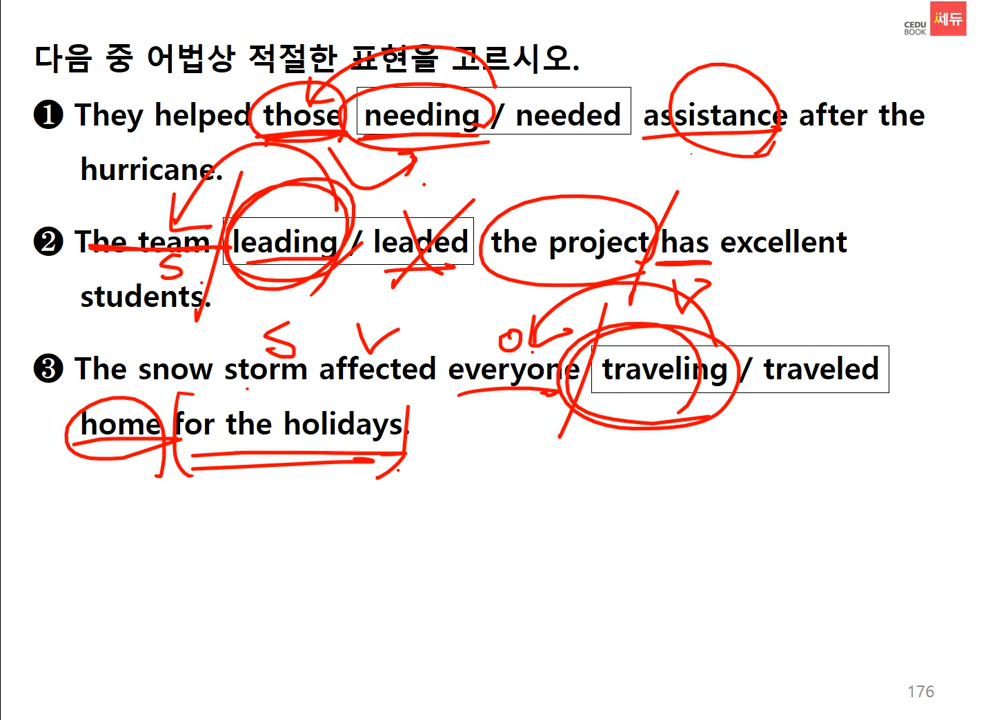 CEDU
BOOK
쎄듀
다음 중 어법상 적절한 표현을 고르시오.
❶ They helped those needing / needed assistance after the
hurricane.
❷ The team leading / leaded the project has excellent
S
V
students.
S V O
❸ The snow storm affected everyone traveling / traveled
home for the holidays.
176